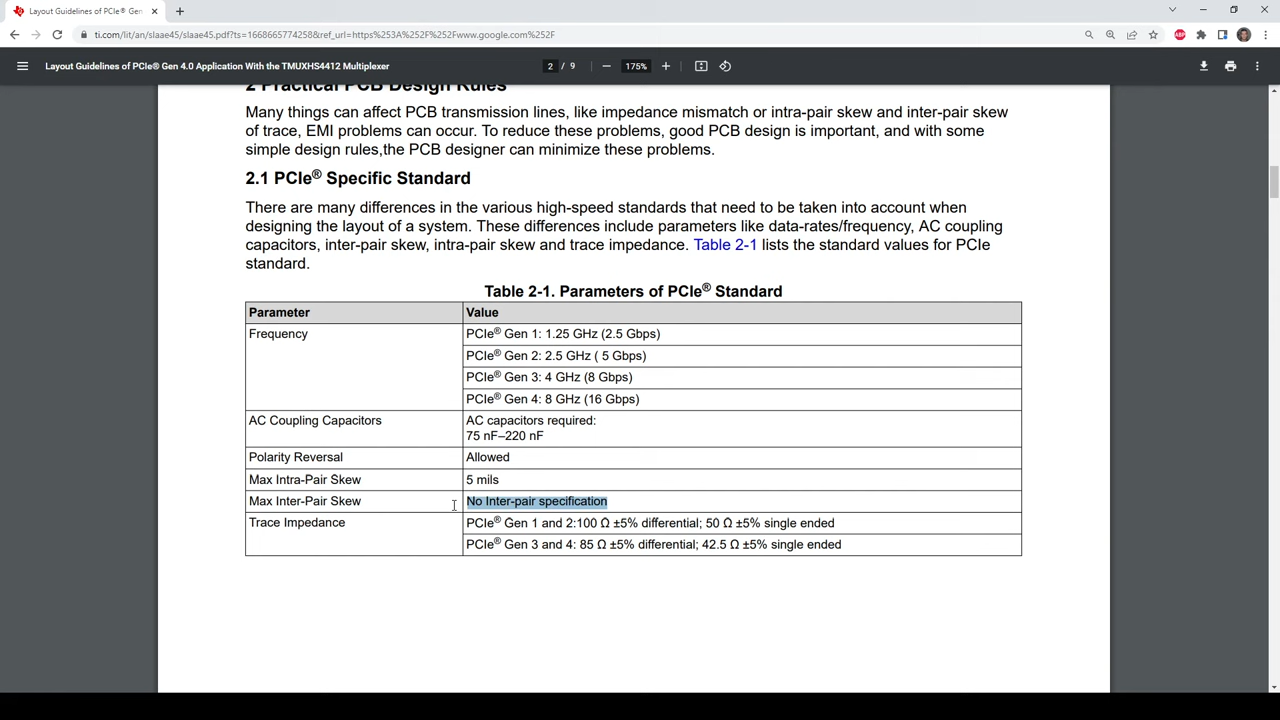 Layout Guidelines of PCIe® Gen
ti.com/lit/an/slaae45/slaae45.pdf?ts=1668665774258&ref_url=https%253A%252F%252Fwww.google.com%252F
ABP
Layout Guidelines of PCIe® Gen 4.0 Application With the TMUXHS4412 Multiplexer
2 / 9
175%
2 Practical PCB Design Rules
Many things can affect PCB transmission lines, like impedance mismatch or intra-pair skew and inter-pair skew
of trace, EMI problems can occur. To reduce these problems, good PCB design is important, and with some
simple design rules,the PCB designer can minimize these problems.
2.1 PCIe® Specific Standard
There are many differences in the various high-speed standards that need to be taken into account when
designing the layout of a system. These differences include parameters like data-rates/frequency, AC coupling
capacitors, inter-pair skew, intra-pair skew and trace impedance. Table 2-1 lists the standard values for PCIe
standard.
Table 2-1. Parameters of PCIe® Standard
Parameter Value
Frequency PCIe® Gen 1: 1.25 GHz (2.5 Gbps)
PCIe® Gen 2: 2.5 GHz ( 5 Gbps)
PCIe® Gen 3: 4 GHz (8 Gbps)
PCIe® Gen 4: 8 GHz (16 Gbps)
AC Coupling Capacitors AC capacitors required:
75 nF–220 nF
Polarity Reversal Allowed
Max Intra-Pair Skew 5 mils
Max Inter-Pair Skew No Inter-pair specification
Trace Impedance PCIe® Gen 1 and 2:100 Ω ±5% differential; 50 Ω ±5% single ended
PCIe® Gen 3 and 4: 85 Ω ±5% differential; 42.5 Ω ±5% single ended